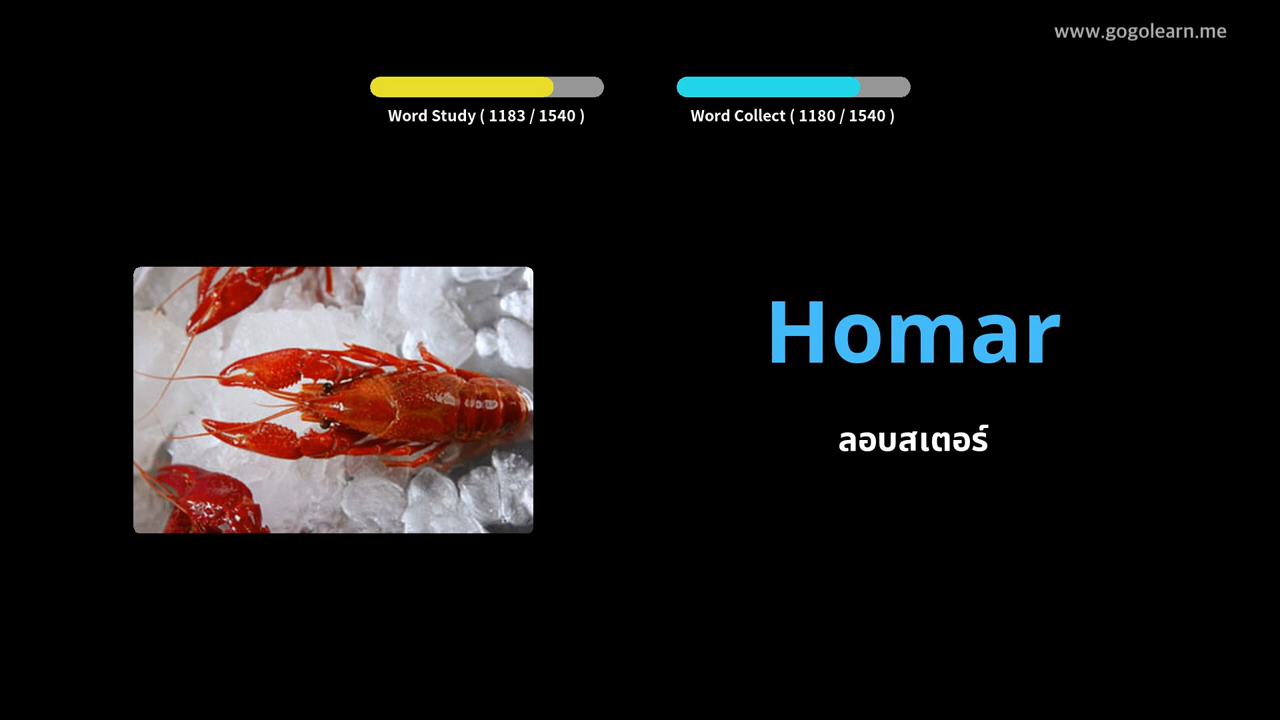 www.gogolearn.me
Word Study ( 1183 / 1540 )
Word Collect ( 1180 / 1540 )
Homar
ลอบสเตอร์